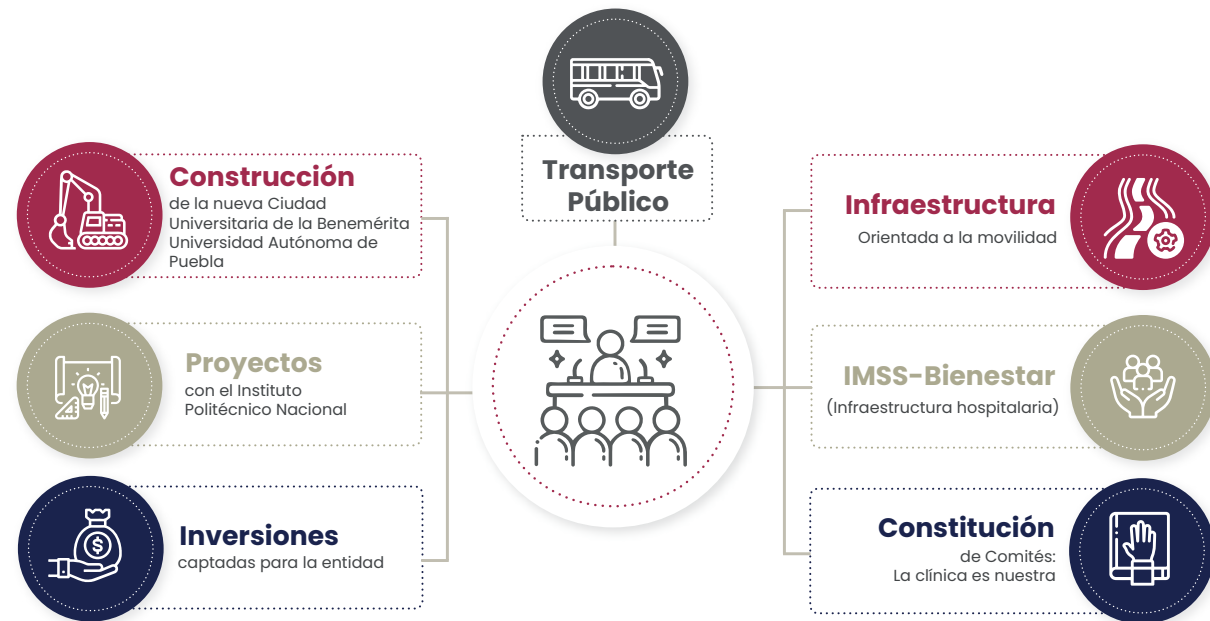 Transporte
Público
Construcción
de la nueva Ciudad
Universitaria de la Benemérita
Universidad Autónoma de
Puebla
Proyectos
con el Instituto
Politécnico Nacional
Inversiones
captadas para la entidad
Infraestructura
Orientada a la movilidad
IMSS-Bienestar
(Infraestructura hospitalaria)
Constitución
de Comités:
La clínica es nuestra